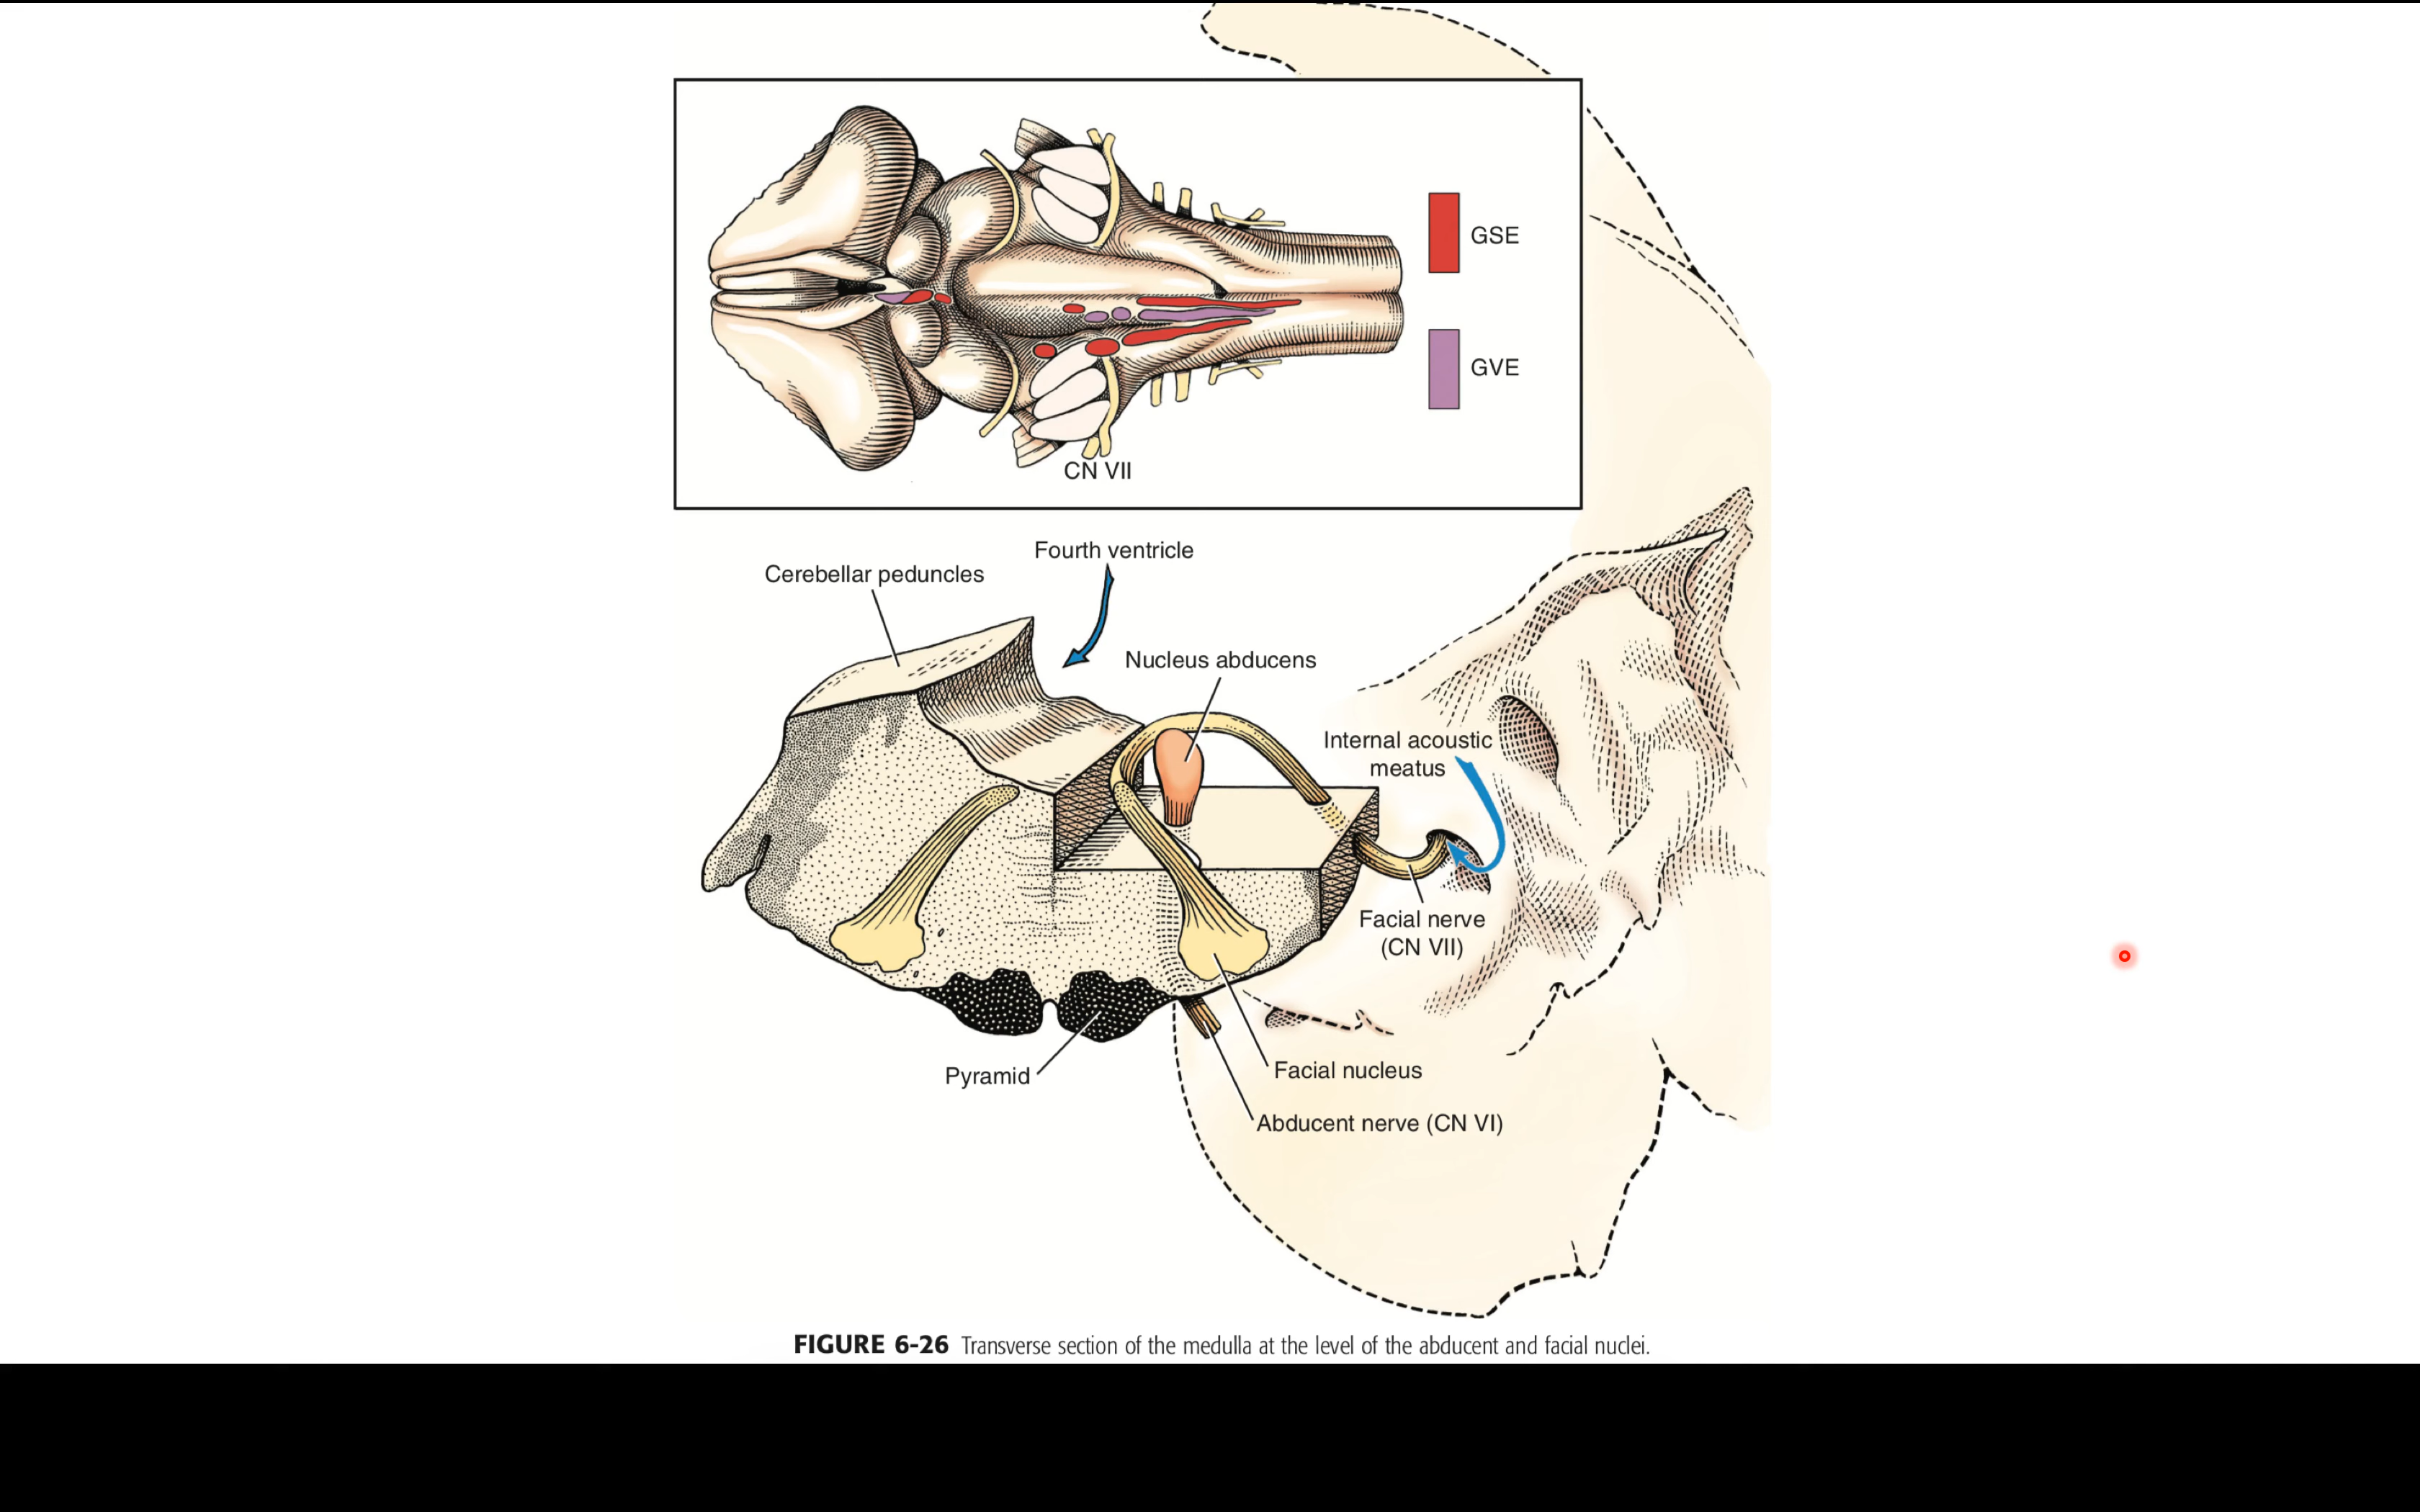 GSE
GVE
CN VII
Fourth ventricle
Cerebellar peduncles
Nucleus abducens
Internal acoustic
meatus
Facial nerve
(CN VII)
Pyramid
Facial nucleus
Abducent nerve (CN VI)
FIGURE 6-26 Transverse section of the medulla at the level of the abducent and facial nuclei.